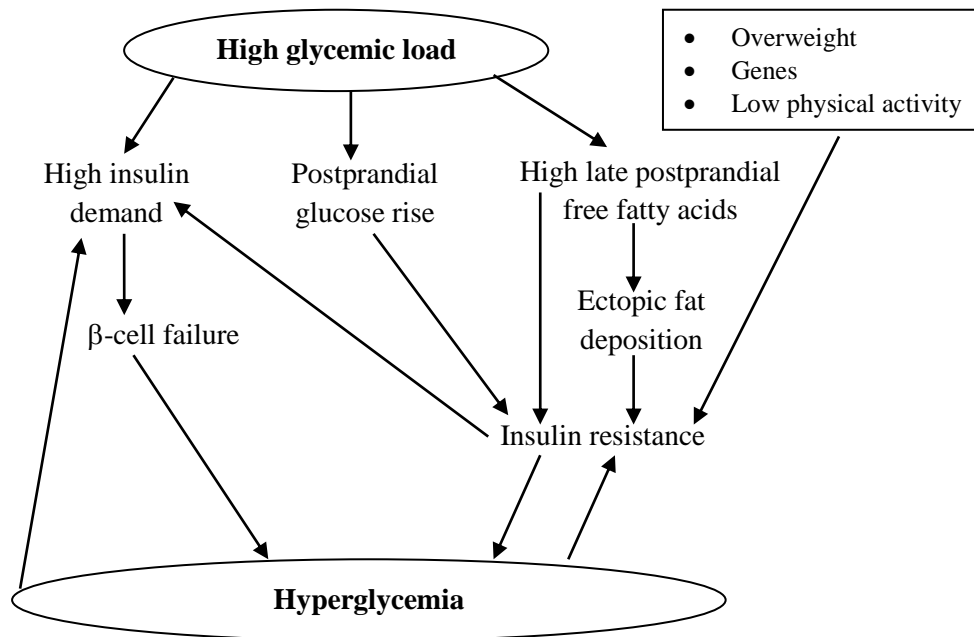 High glycemic load
• Overweight
• Genes
• Low physical activity
High insulin
demand
Postprandial
glucose rise
High late postprandial
free fatty acids
Ectopic fat
deposition
β-cell failure
Insulin resistance
Hyperglycemia